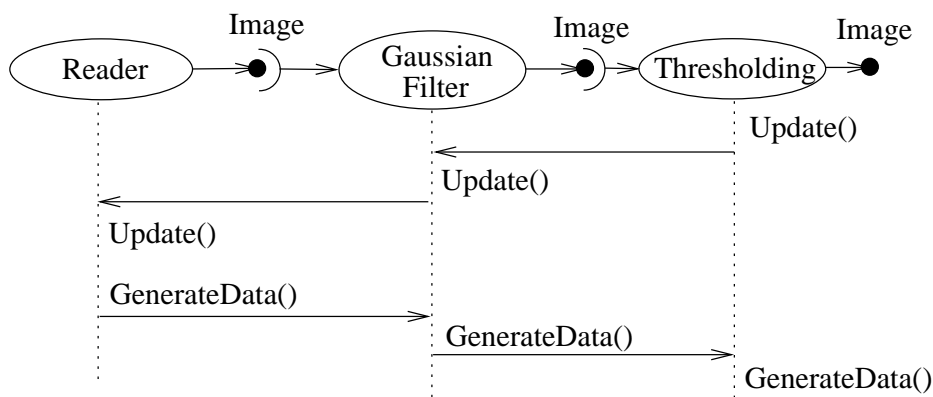 Image
Image
Image
Reader
Gaussian
Filter
Thresholding
Update()
Update()
Update()
GenerateData()
GenerateData()
GenerateData()